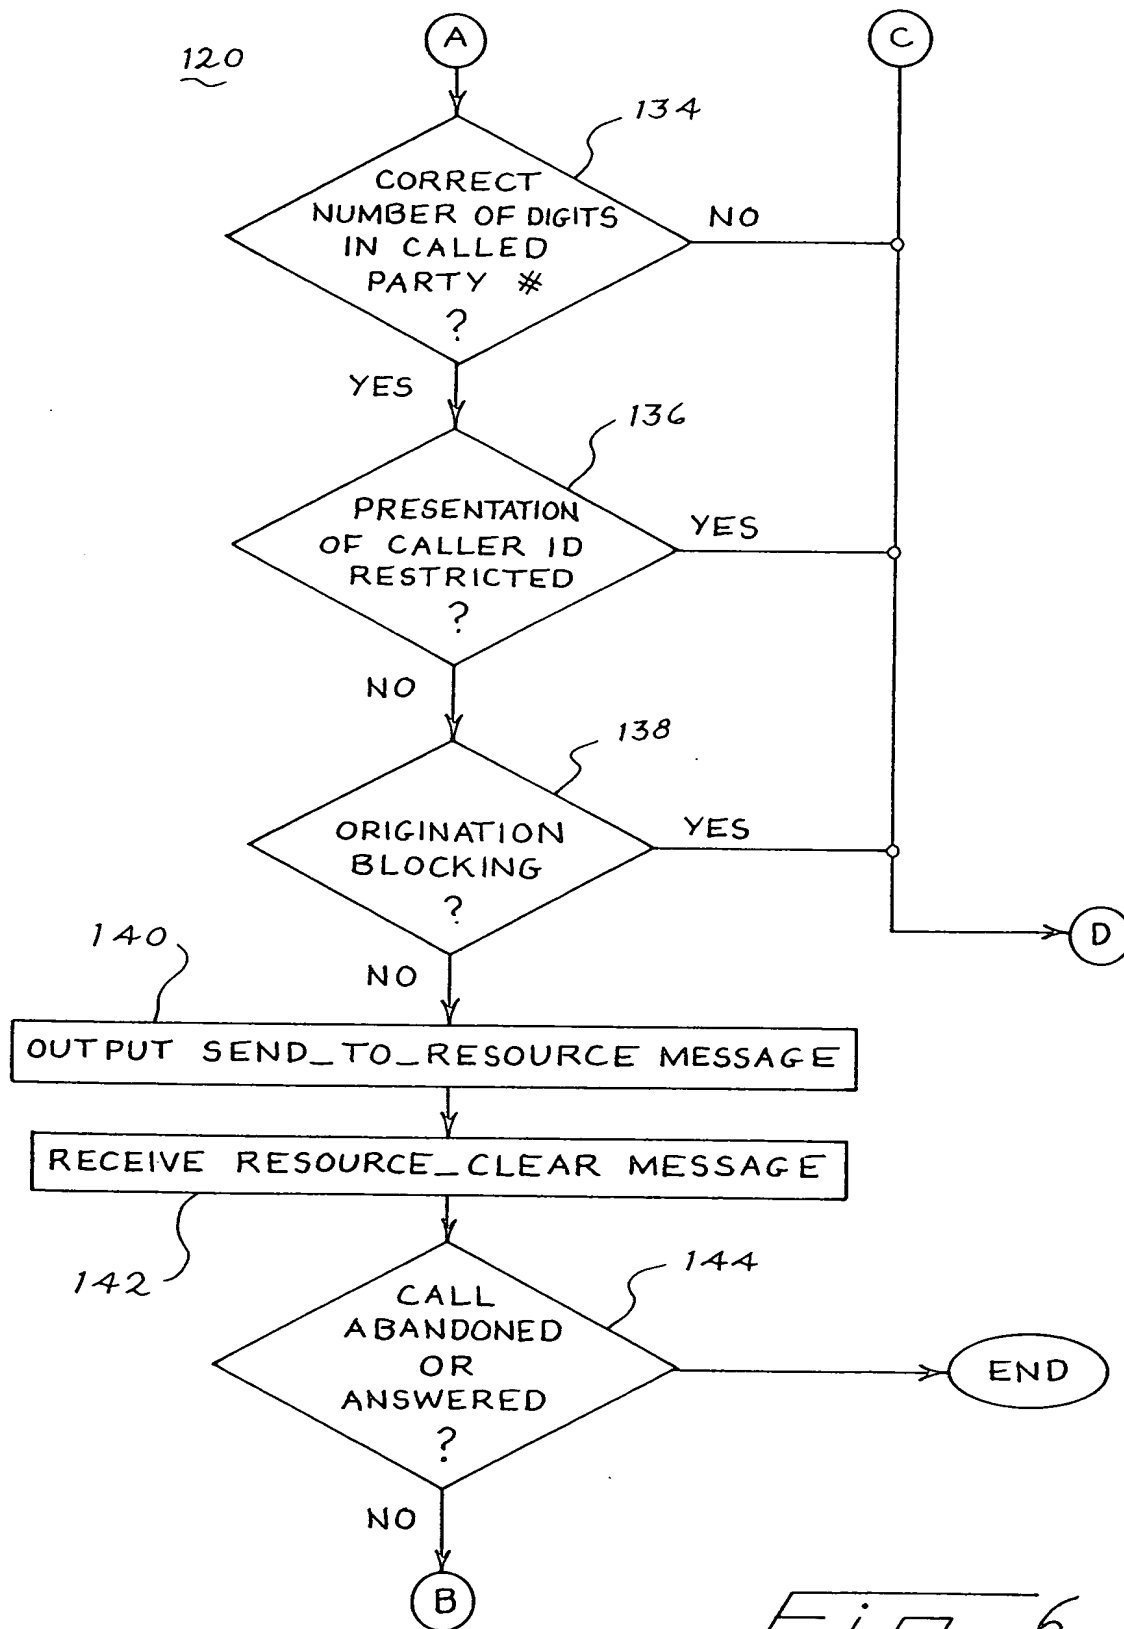 120
A
C
134
CORRECT
NUMBER OF DIGITS
IN CALLED
PARTY #
?
NO
YES
136
PRESENTATION
OF CALLER ID
RESTRICTED
?
YES
NO
138
ORIGINATION
BLOCKING
?
YES
D
NO
140
OUTPUT SEND_TO_RESOURCE MESSAGE
RECEIVE RESOURCE_CLEAR MESSAGE
142
144
CALL
ABANDONED
OR
ANSWERED
?
END
NO
B
Fig. 6